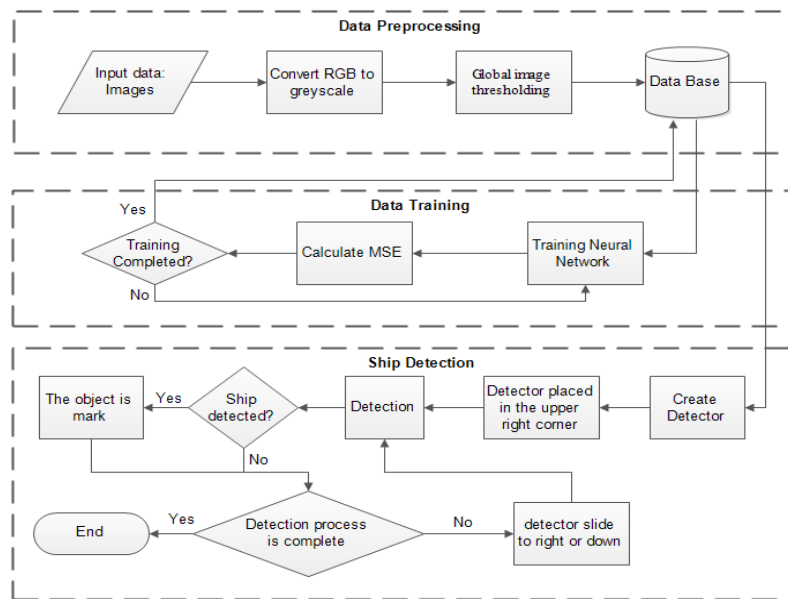 Data Preprocessing
Input data:
Images
Convert RGB to
greyscale
Global image
thresholding
Data Base
Data Training
Yes
Training
Completed?
No
Calculate MSE
Training Neural
Network
Ship Detection
The object is
mark
Yes
Ship
detected?
No
Detection
Detector placed
in the upper
right corner
Create
Detector
End
Yes
Detection process
is complete
No
detector slide
to right or down